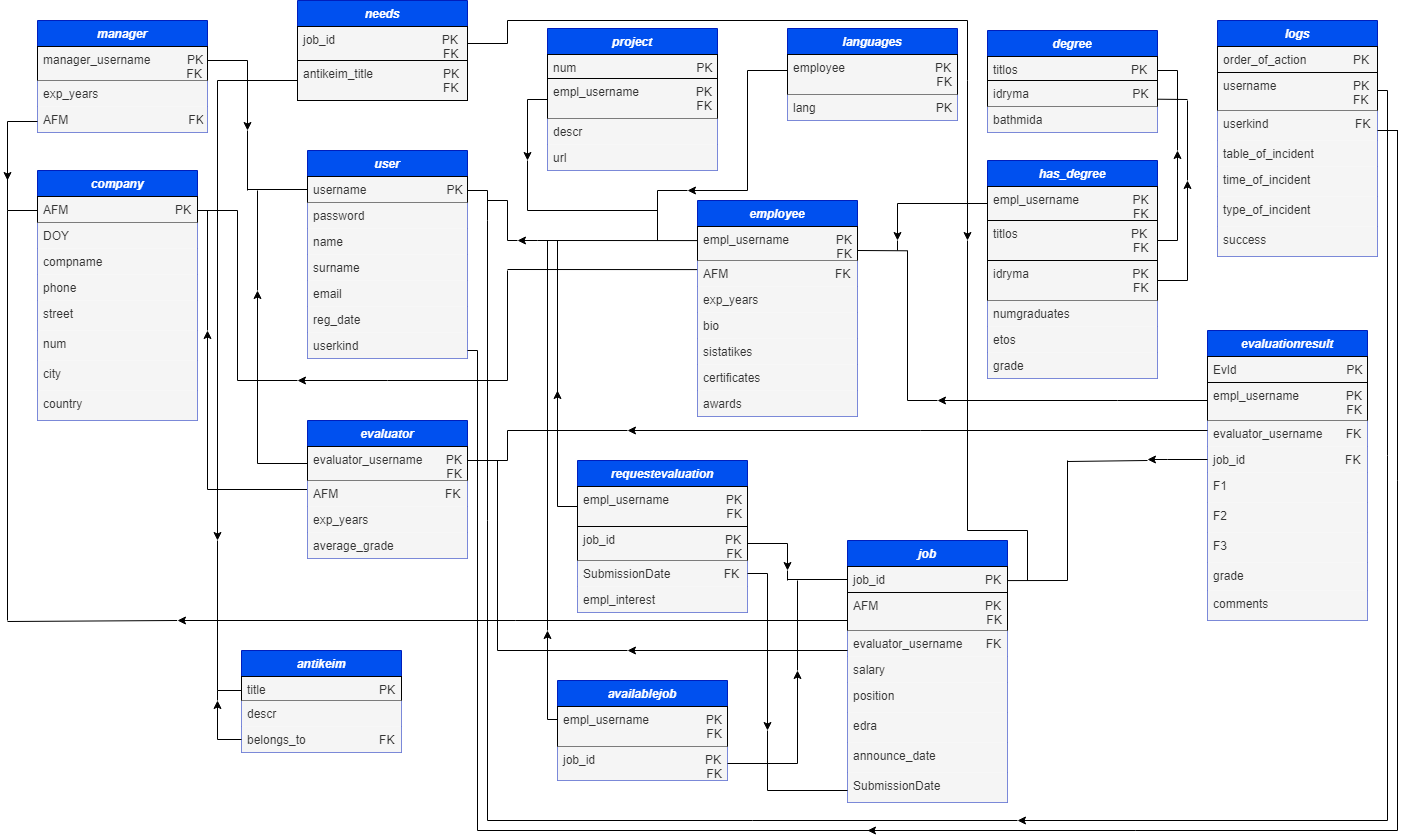 manager
manager_username PK
FK
exp_years
AFM FK
needs
job_id PK
FK
antikeim_title PK
FK
project
num PK
empl_username PK
FK
descr
url
languages
employee PK
FK
lang PK
degree
titlos PK
idryma PK
bathmida
logs
order_of_action PK
username PK
FK
userkind FK
table_of_incident
time_of_incident
type_of_incident
success
company
AFM PK
DOY
compname
phone
street
num
city
country
user
username PK
password
name
surname
email
reg_date
userkind
employee
empl_username PK
FK
AFM FK
exp_years
bio
sistatikes
certificates
awards
has_degree
empl_username PK
FK
titlos PK
FK
idryma PK
FK
numgraduates
etos
grade
evaluationresult
EvId PK
empl_username PK
FK
evaluator_username FK
job_id FK
F1
F2
F3
grade
comments
evaluator
evaluator_username PK
FK
AFM FK
exp_years
average_grade
requestevaluation
empl_username PK
FK
job_id PK
FK
SubmissionDate FK
empl_interest
job
job_id PK
AFM PK
FK
evaluator_username FK
salary
position
edra
announce_date
SubmissionDate
antikeim
title PK
descr
belongs_to FK
availablejob
empl_username PK
FK
job_id PK
FK